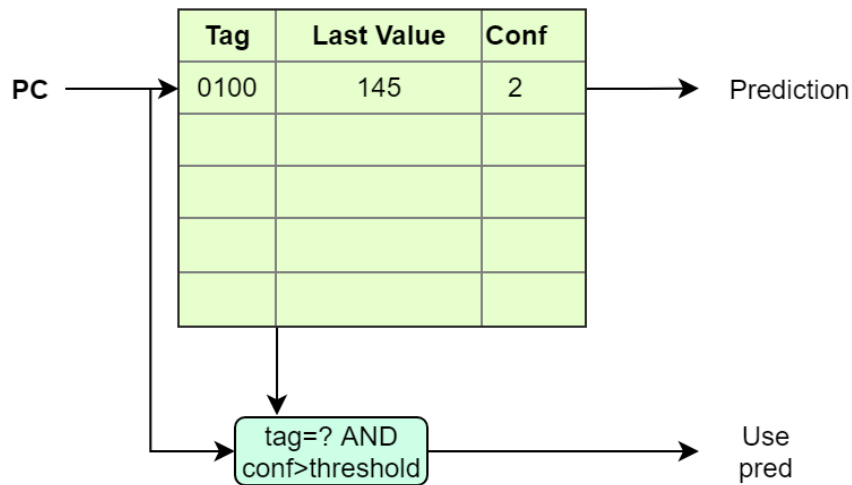 Tag Last Value Conf
PC 0100 145 2 Prediction
tag=? AND
conf>threshold
Use
pred